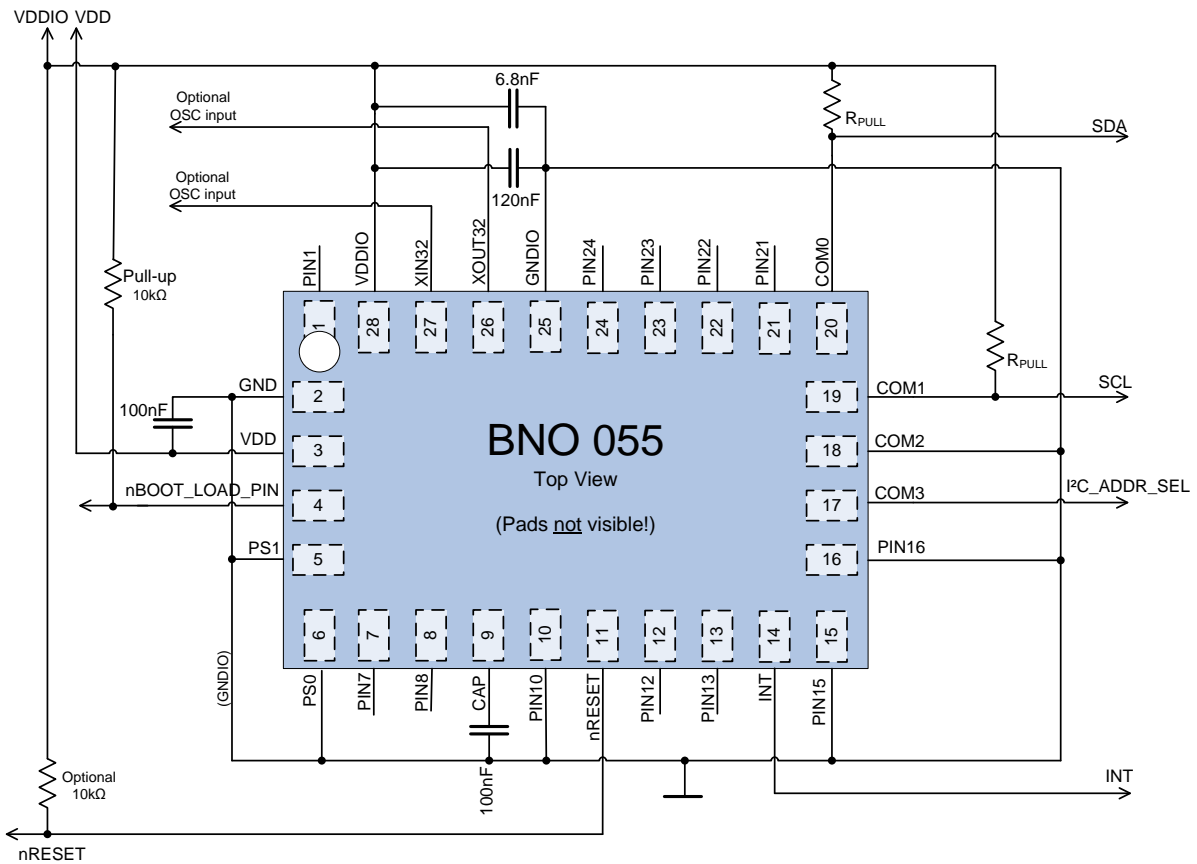 VDDIO VDD
6.8nF
Optional
OSC input
R_PULL
SDA
Optional
OSC input
120nF
PIN1
VDDIO
XIN32
XOUT32
GNDIO
PIN24
PIN23
PIN22
PIN21
COM0
Pull-up
10kΩ
1
28
27
26
25
24
23
22
21
20
R_PULL
GND
2
19
COM1
SCL
100nF
VDD
3
BNO 055
18
COM2
Top View
nBOOT_LOAD_PIN
4
17
COM3
I²C_ADDR_SEL
(Pads not visible!)
PS1
5
16
PIN16
6
7
8
9
10
11
12
13
14
15
(GNDIO)
PS0
PIN7
PIN8
CAP
PIN10
nRESET
PIN12
PIN13
INT
PIN15
100nF
Optional
10kΩ
INT
nRESET